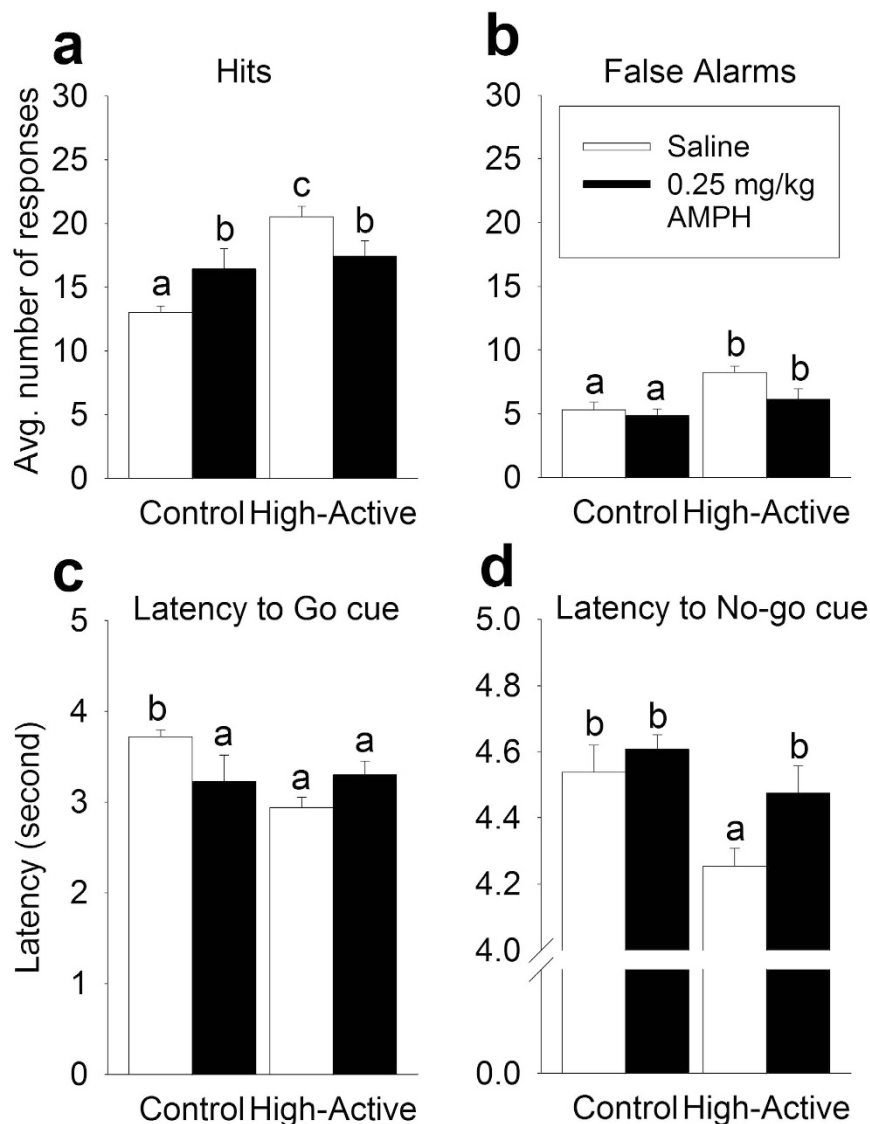 a
Hits
Avg. number of responses
30
25
20
15
10
5
0
a
b
c
b
Control High-Active
b
False Alarms
30
25
20
15
10
5
0
Saline
0.25 mg/kg
AMPH
a
a
b
b
Control High-Active
c
Latency to Go cue
Latency (second)
5
4
3
2
1
0
b
a
a
a
Control High-Active
d
Latency to No-go cue
5.0
4.8
4.6
4.4
4.2
4.0
0.0
b
b
a
b
Control High-Active